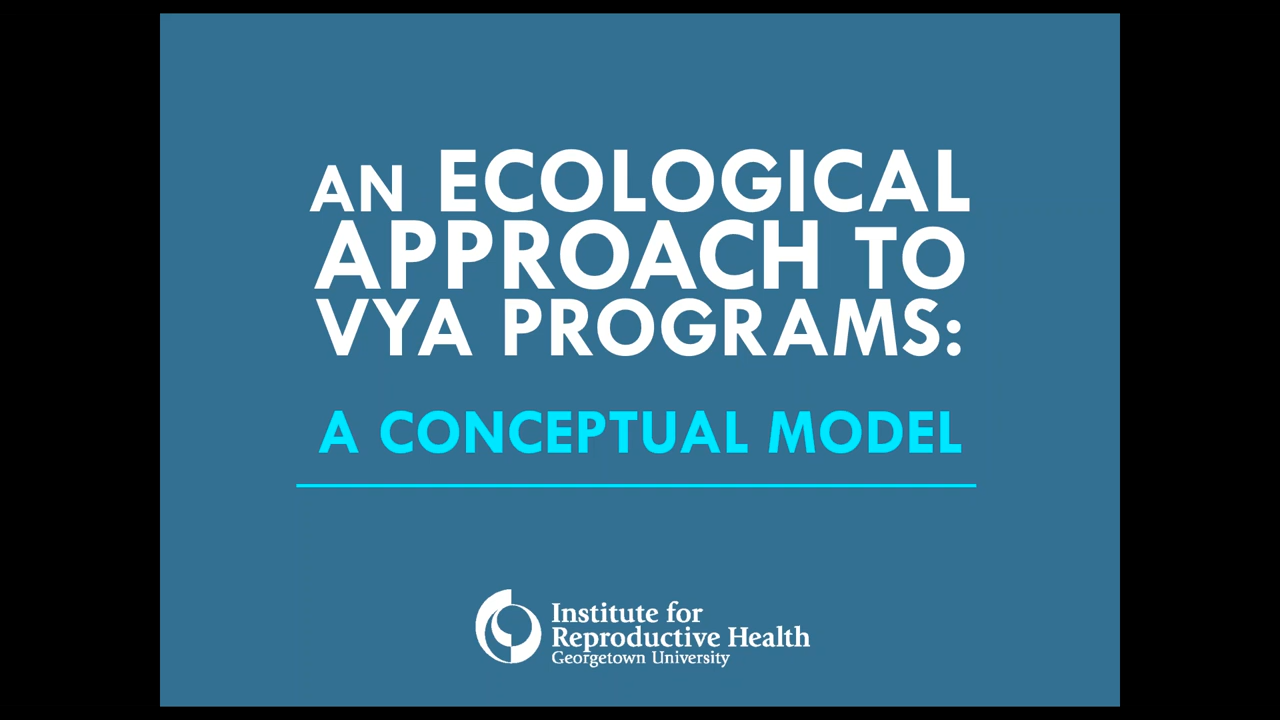 AN ECOLOGICAL
APPROACH TO
VYA PROGRAMS:
A CONCEPTUAL MODEL
Institute for
Reproductive Health
Georgetown University